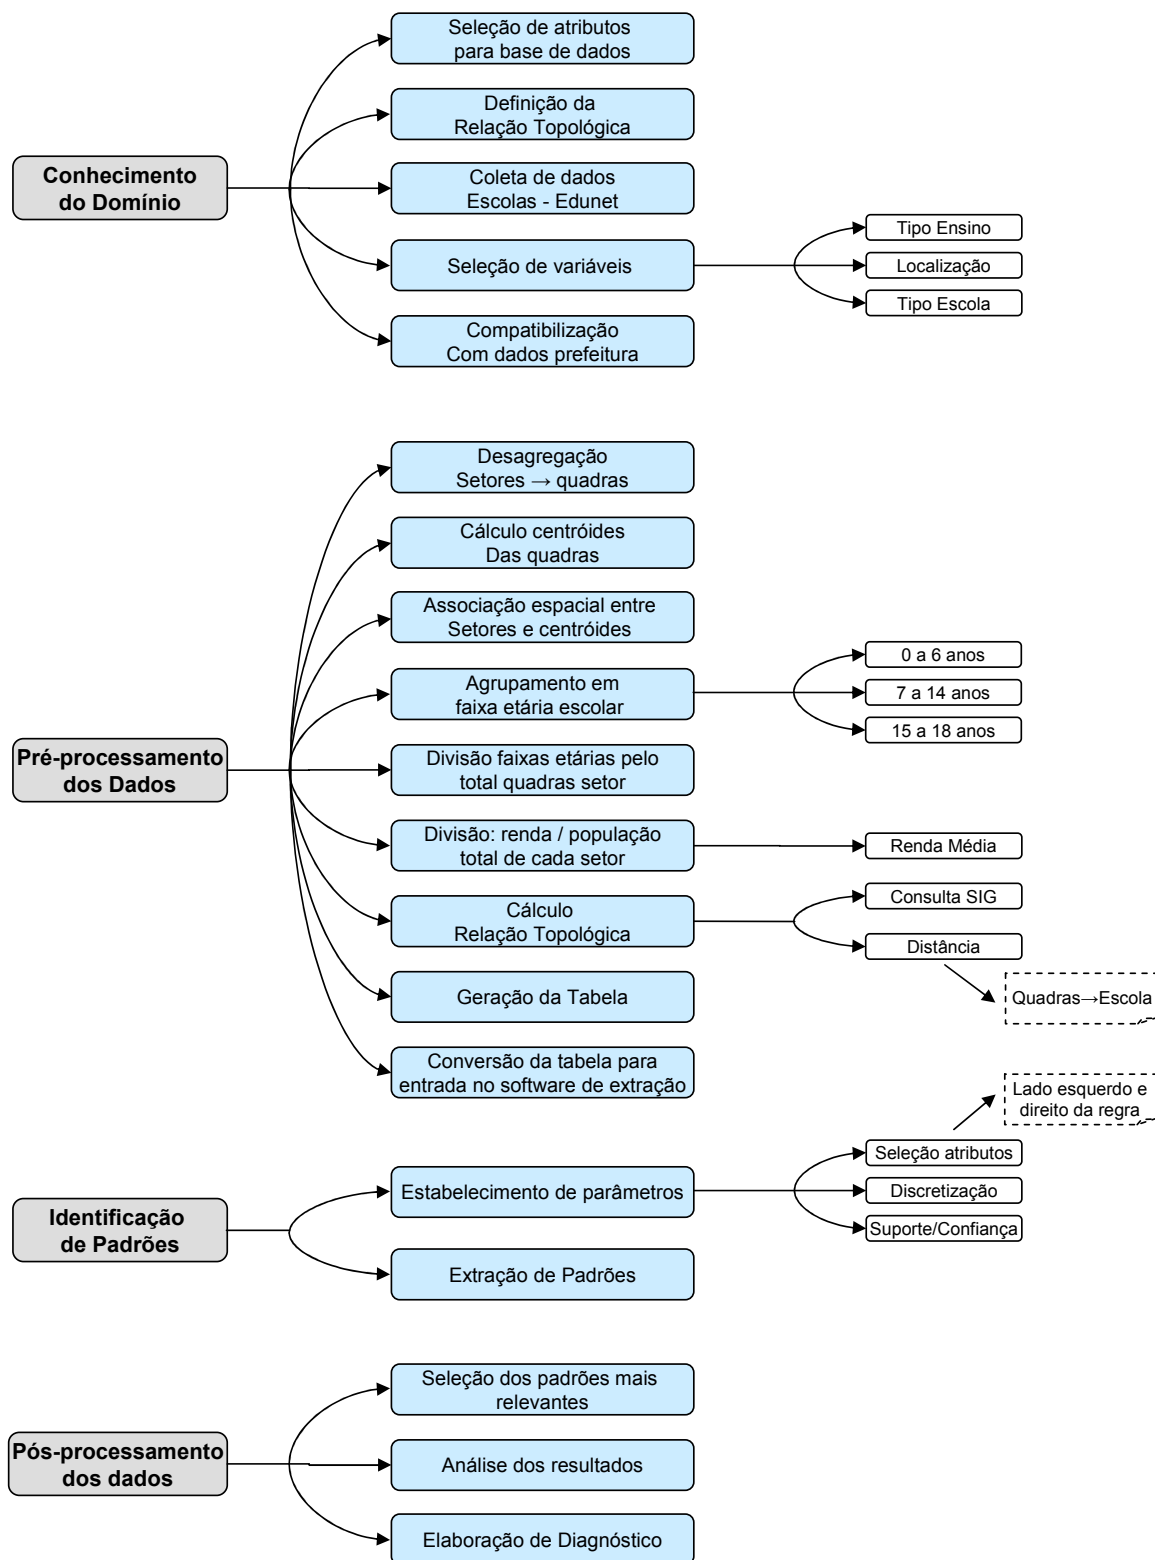 Seleção de atributos
para base de dados
Definição da
Relação Topológica
Conhecimento
do Domínio
Coleta de dados
Escolas - Edunet
Seleção de variáveis
Tipo Ensino
Localização
Tipo Escola
Compatibilização
Com dados prefeitura
Desagregação
Setores → quadras
Cálculo centróides
Das quadras
Associação espacial entre
Setores e centróides
Agrupamento em
faixa etária escolar
0 a 6 anos
7 a 14 anos
15 a 18 anos
Pré-processamento
dos Dados
Divisão faixas etárias pelo
total quadras setor
Divisão: renda / população
total de cada setor
Renda Média
Cálculo
Relação Topológica
Consulta SIG
Distância
Quadras→Escola
Geração da Tabela
Conversão da tabela para
entrada no software de extração
Lado esquerdo e
direito da regra
Identificação
de Padrões
Estabelecimento de parâmetros
Seleção atributos
Discretização
Suporte/Confiança
Extração de Padrões
Seleção dos padrões mais
relevantes
Pós-processamento
dos dados
Análise dos resultados
Elaboração de Diagnóstico